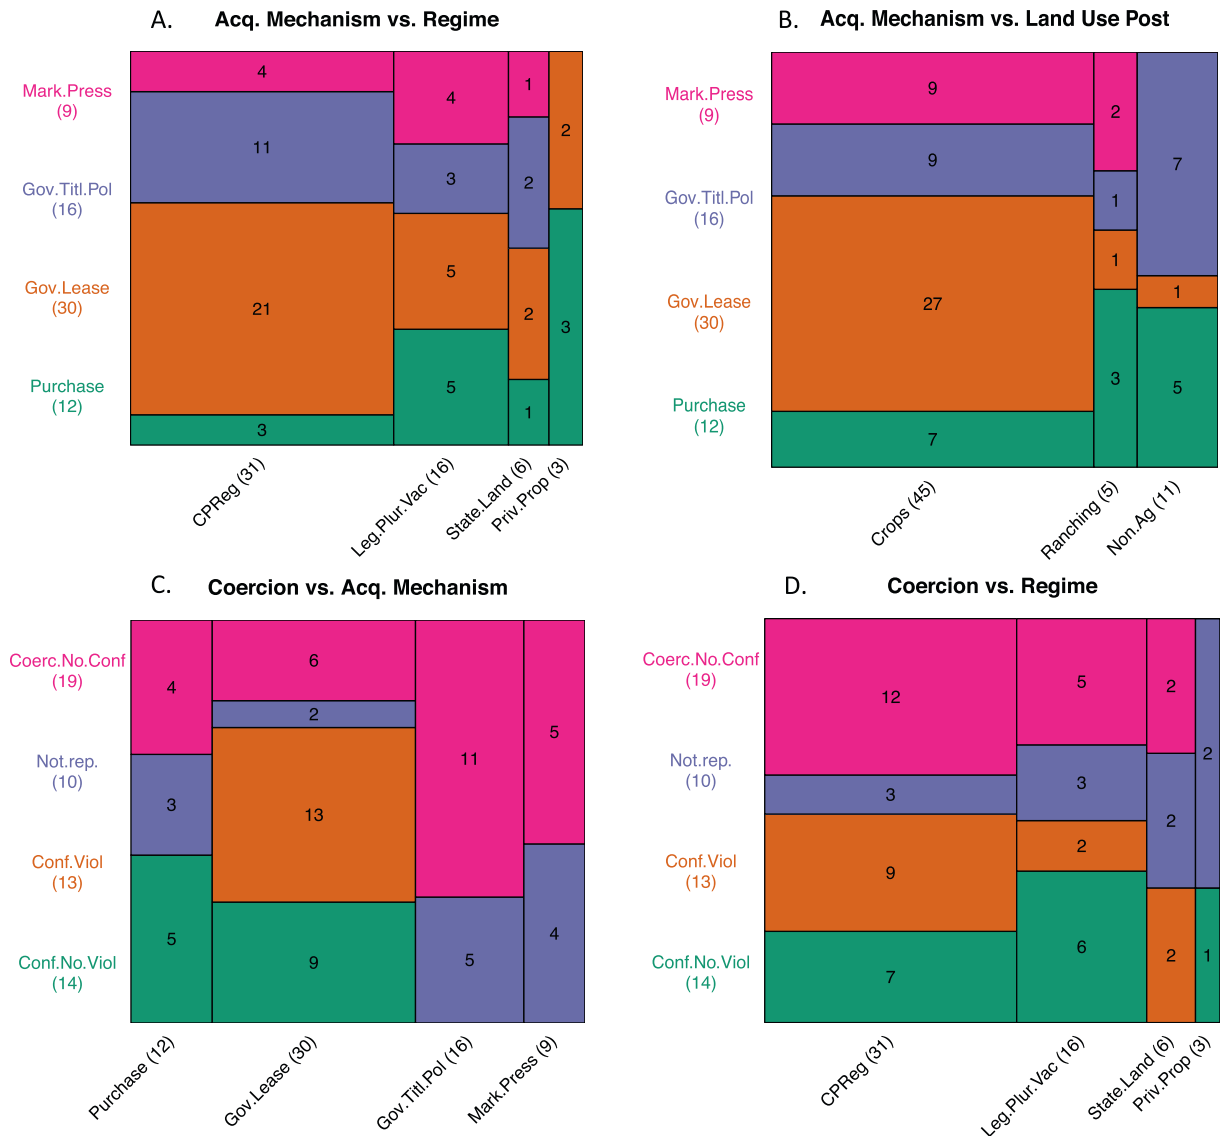 A. Acq. Mechanism vs. Regime
Mark.Press
(9)
Gov.Titl.Pol
(16)
Gov.Lease
(30)
Purchase
(12)
4
11
21
3
4
3
5
5
1
2
2
1
2
3
CPReg (31)
Leg.Plur.Vac (16)
State.Land (6)
Priv.Prop (3)
B. Acq. Mechanism vs. Land Use Post
Mark.Press
(9)
Gov.Titl.Pol
(16)
Gov.Lease
(30)
Purchase
(12)
9
9
27
7
2
1
1
3
7
1
5
Crops (45)
Ranching (5)
Non.Ag (11)
C. Coercion vs. Acq. Mechanism
Coerc.No.Conf
(19)
Not.rep.
(10)
Conf.Viol
(13)
Conf.No.Viol
(14)
4
3
5
6
2
13
9
11
5
5
4
Purchase (12)
Gov.Lease (30)
Gov.Titl.Pol (16)
Mark.Press (9)
D. Coercion vs. Regime
Coerc.No.Conf
(19)
Not.rep.
(10)
Conf.Viol
(13)
Conf.No.Viol
(14)
12
3
9
7
5
3
2
6
2
2
2
2
1
CPReg (31)
Leg.Plur.Vac (16)
State.Land (6)
Priv.Prop (3)